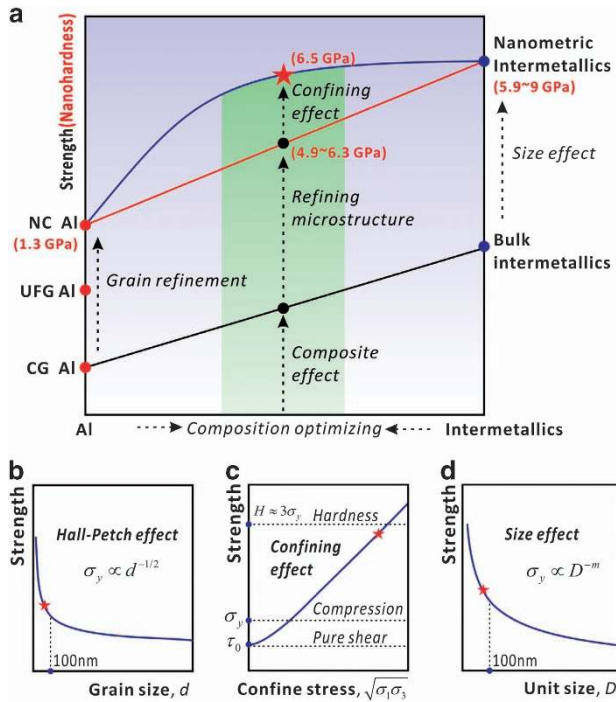 a
Strength(Nanohardness)
(6.5 GPa)
Confining
effect
Nanometric
Intermetallics
(5.9~9 GPa)
(4.9~6.3GPa)
Size effect
Refining
microstructure
NC Al
(1.3 GPa)
Grain refinement
Bulk
intermetallics
UFG Al
Composite
effect
CG Al
Al
Composition optimizing
Intermetallics
b
Strength
Hall-Petch effect
σy ∝ d^-1/2
100nm
Grain size, d
c
Strength
H ≈ 3σy
Hardness
Confining
effect
σy
Compression
τ0
Pure shear
Confine stress, √σ1σ3
d
Strength
Size effect
σy ∝ D^-m
100nm
Unit size, D